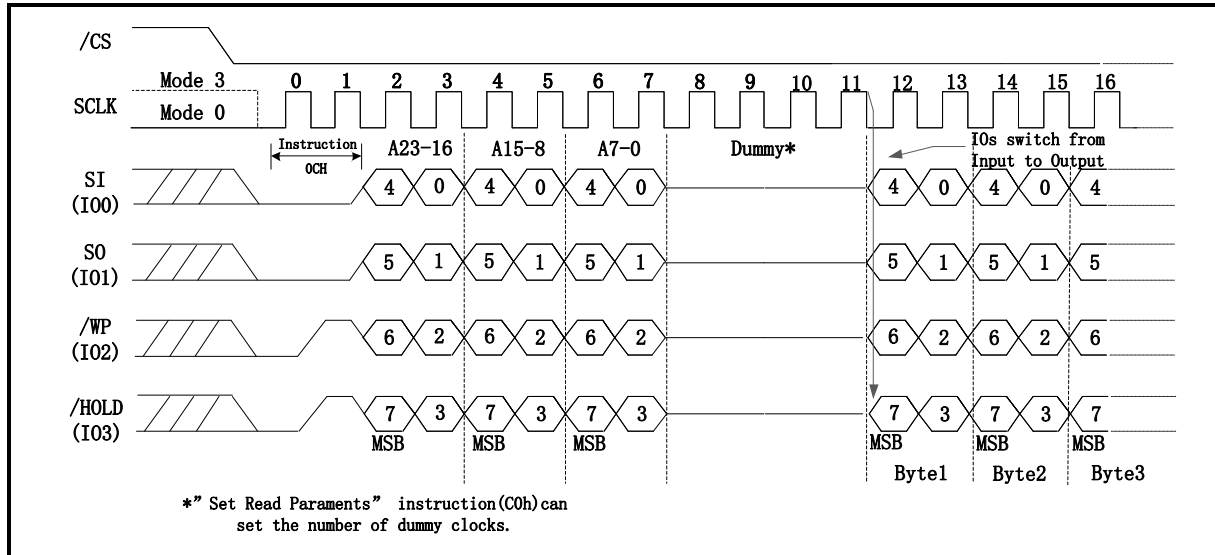 /CS
Mode 3 0 1 2 3 4 5 6 7 8 9 10 11 12 13 14 15 16
SCLK Mode 0
Instruction A23-16 A15-8 A7-0 Dummy* IOs switch from
OCH Input to Output
SI 4 0 4 0 4 0 4 0 4 0 4
(IO0)
SO 5 1 5 1 5 1 5 1 5 1 5
(IO1)
/WP 6 2 6 2 6 2 6 2 6 2 6
(IO2)
/HOLD 7 3 7 3 7 3 7 3 7 3 7
(IO3) MSB MSB MSB MSB MSB MSB
Byte1 Byte2 Byte3
*" Set Read Paraments" instruction(C0h)can
set the number of dummy clocks.